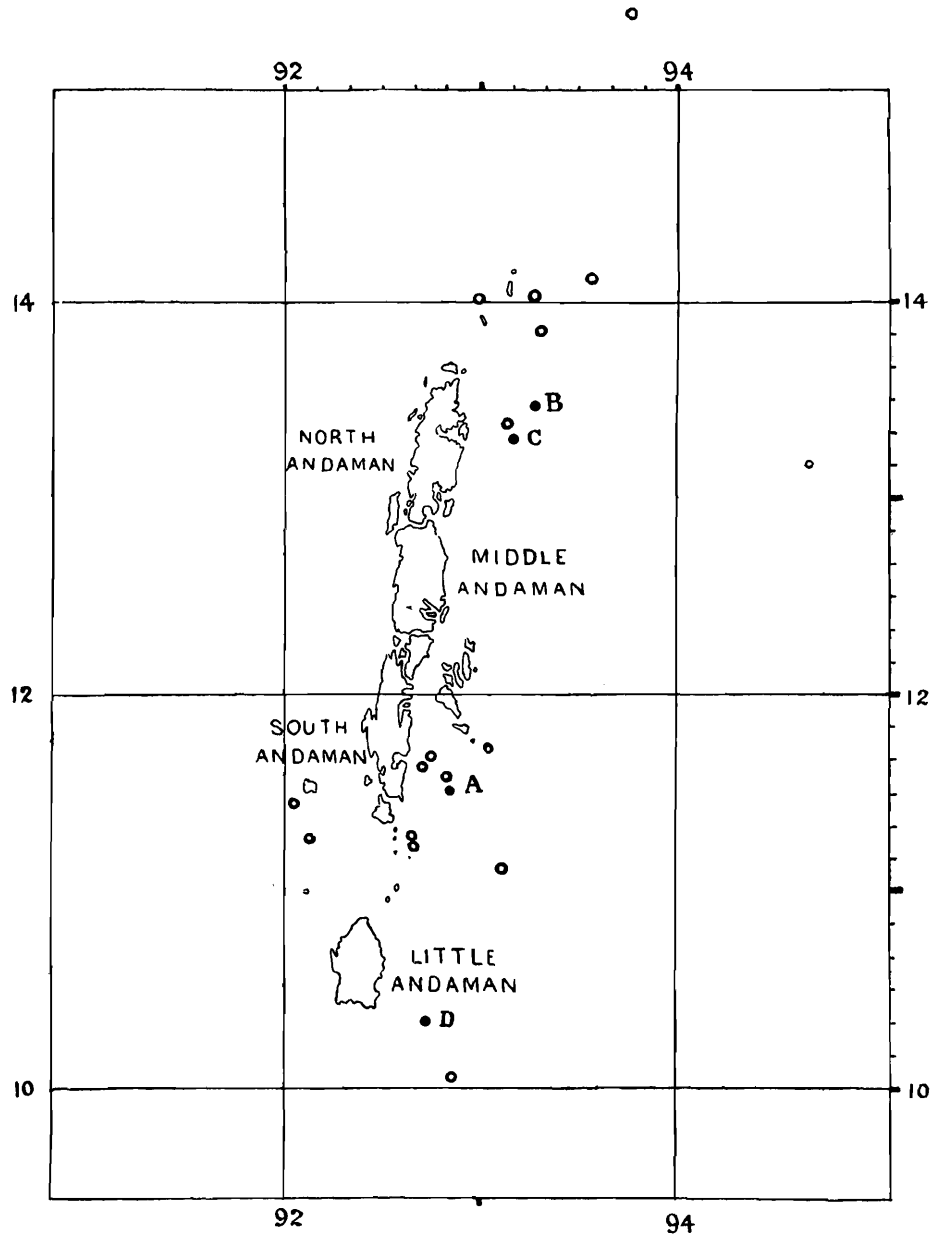 92 94
14 14
B
C
NORTH
ANDAMAN
MIDDLE
ANDAMAN
12 12
SOUTH
ANDAMAN
A
LITTLE
ANDAMAN
D
10 10
92 94